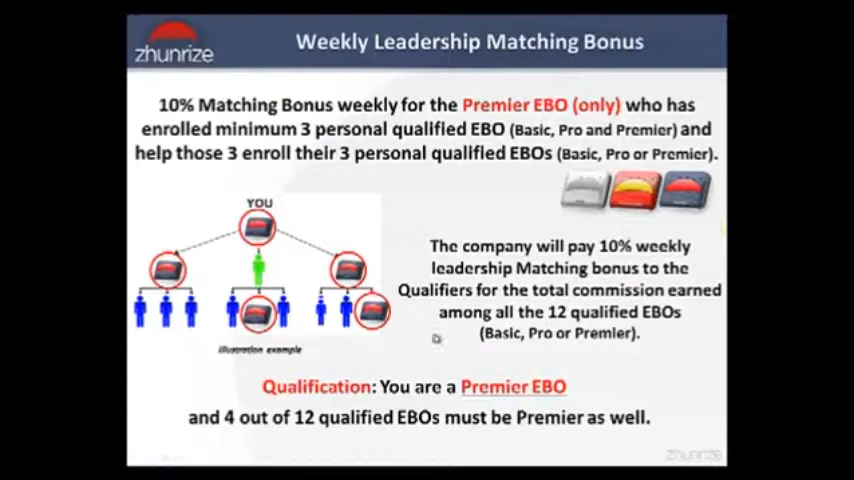 zhunrize
Weekly Leadership Matching Bonus
10% Matching Bonus weekly for the Premier EBO (only) who has
enrolled minimum 3 personal qualified EBO (Basic, Pro and Premier) and
help those 3 enroll their 3 personal qualified EBOs (Basic, Pro or Premier).
YOU
illustration example
The company will pay 10% weekly
leadership Matching bonus to the
Qualifiers for the total commission earned
among all the 12 qualified EBOs
(Basic, Pro or Premier).
Qualification: You are a Premier EBO
and 4 out of 12 qualified EBOs must be Premier as well.
zhunrize